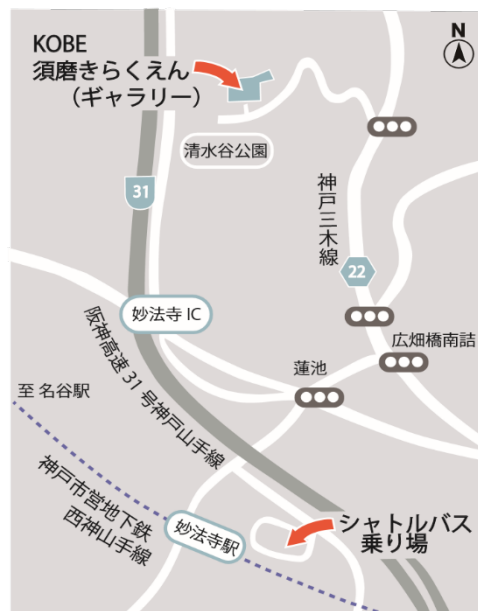 KOBE
須磨きらくえん
（ギャラリー）
N
清水谷公園
31
神戸三木線
22
妙法寺 IC
広畑橋南詰
阪神高速 31 号神戸山手線
蓮池
至 名谷駅
神戸市営地下鉄
西神山手線
妙法寺駅
シャトルバス
乗り場